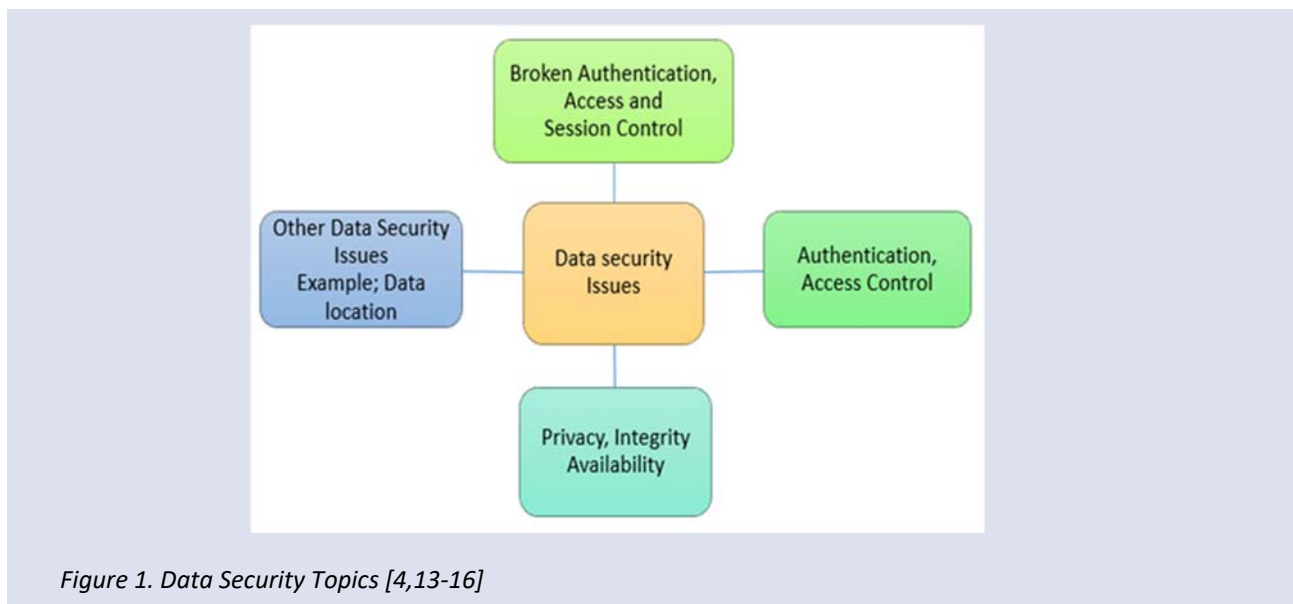 Broken Authentication,
Access and
Session Control
Other Data Security
Issues
Example; Data
location
Data security
Issues
Authentication,
Access Control
Privacy, Integrity
Availability
Figure 1. Data Security Topics [4,13-16]